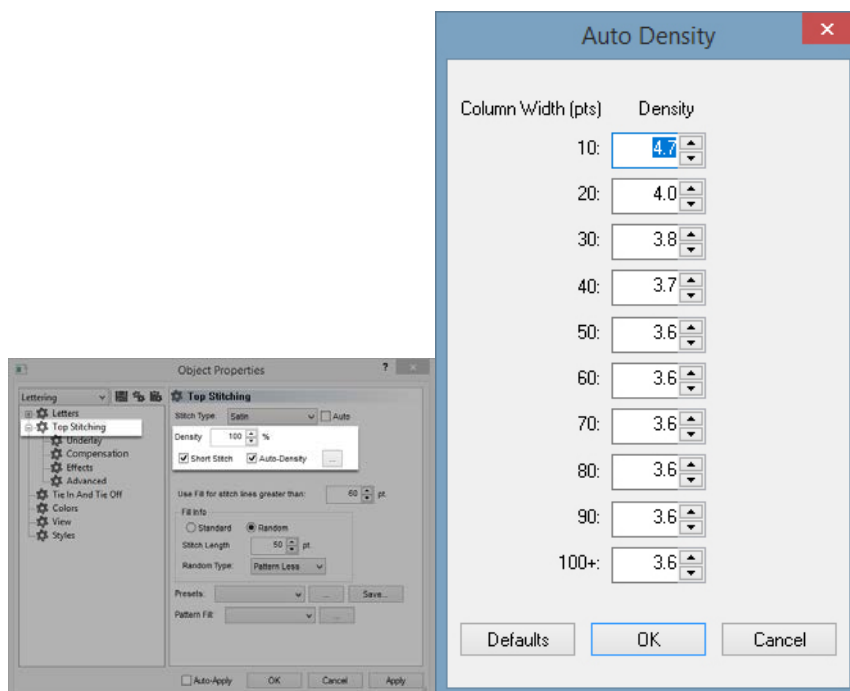 Object Properties
?
Lettering
Letters
Top Stitching
Underlay
Compensation
Effects
Advanced
Tie In And Tie Off
Colors
View
Styles
Top Stitching
Stitch Type: Satin Auto
Density 100 %
Short Stitch Auto-Density ...
Use Fill for stitch lines greater than: 60 pt.
Fill Info
Standard Random
Stitch Length 50 pt.
Random Type: Pattern Less
Presets: ... Save...
Pattern Fill: ...
Auto-Apply OK Cancel Apply
Auto Density
Column Width (pts) Density
10: 4.7
20: 4.0
30: 3.8
40: 3.7
50: 3.6
60: 3.6
70: 3.6
80: 3.6
90: 3.6
100+: 3.6
Defaults OK Cancel